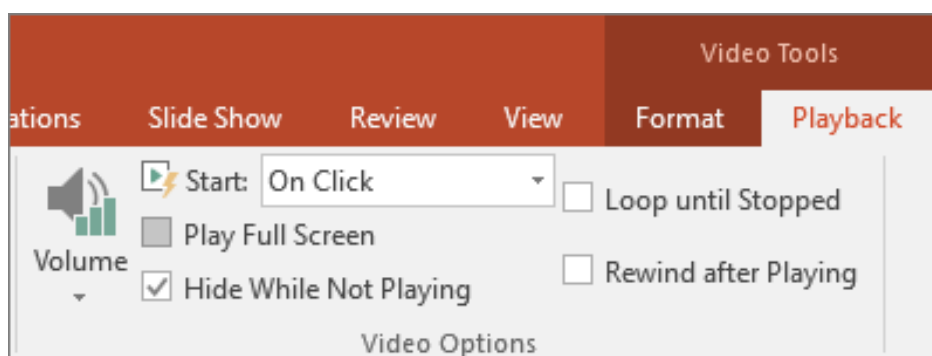 Video Tools
ations Slide Show Review View Format Playback
Start: On Click
Loop until Stopped
Play Full Screen
Volume
Rewind after Playing
Hide While Not Playing
Video Options